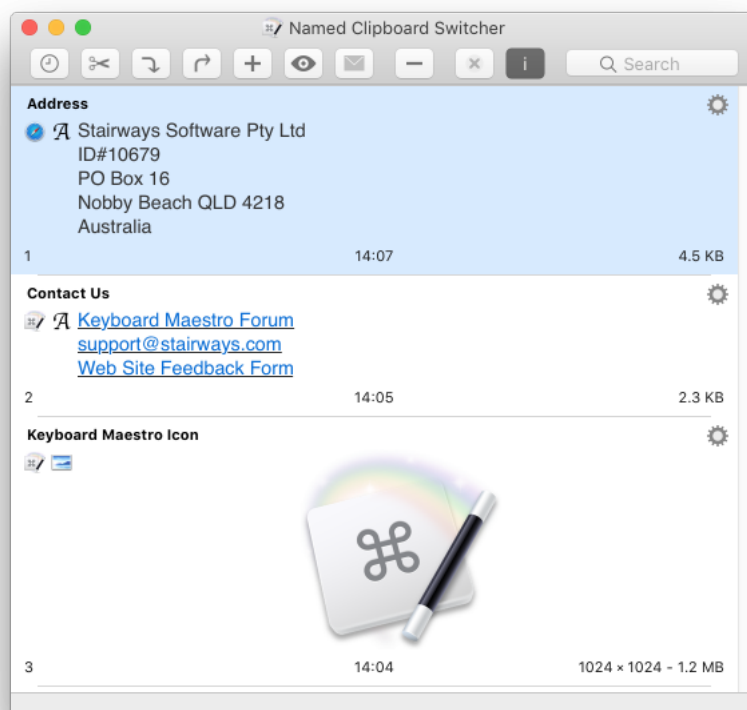 Named Clipboard Switcher
Search
Address
Stairways Software Pty Ltd
ID#10679
PO Box 16
Nobby Beach QLD 4218
Australia
1 14:07 4.5 KB
Contact Us
Keyboard Maestro Forum
support@stairways.com
Web Site Feedback Form
2 14:05 2.3 KB
Keyboard Maestro Icon
3 14:04 1024 × 1024 - 1.2 MB